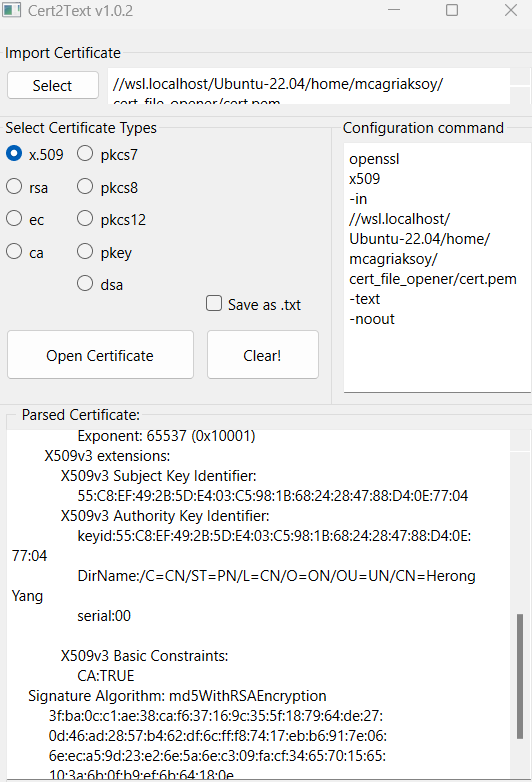 Cert2Text v1.0.2
Import Certificate
Select
//wsl.localhost/Ubuntu-22.04/home/mcagriaksoy/
cert_file_opener/cert.pem
Select Certificate Types
x.509
pkcs7
rsa
pkcs8
ec
pkcs12
ca
pkey
dsa
Save as .txt
Open Certificate
Clear!
Configuration command
openssl
x509
-in
//wsl.localhost/
Ubuntu-22.04/home/
mcagriaksoy/
cert_file_opener/cert.pem
-text
-noout
Parsed Certificate:
Exponent: 65537 (0x10001)
X509v3 extensions:
X509v3 Subject Key Identifier:
55:C8:EF:49:2B:5D:E4:03:C5:98:1B:68:24:28:47:88:D4:0E:77:04
X509v3 Authority Key Identifier:
keyid:55:C8:EF:49:2B:5D:E4:03:C5:98:1B:68:24:28:47:88:D4:0E:
77:04
DirName:/C=CN/ST=PN/L=CN/O=ON/OU=UN/CN=Herong
Yang
serial:00
X509v3 Basic Constraints:
CA:TRUE
Signature Algorithm: md5WithRSAEncryption
3f:ba:0c:c1:ae:38:ca:f6:37:16:9c:35:5f:18:79:64:de:27:
0d:46:ad:28:57:b4:62:df:6c:ff:f8:74:17:eb:b6:91:7e:06:
6e:ec:a5:9d:23:e2:6e:5a:6e:c3:09:fa:cf:34:65:70:15:65:
10:3a:6b:0f:b9:ef:6b:64:18:0e